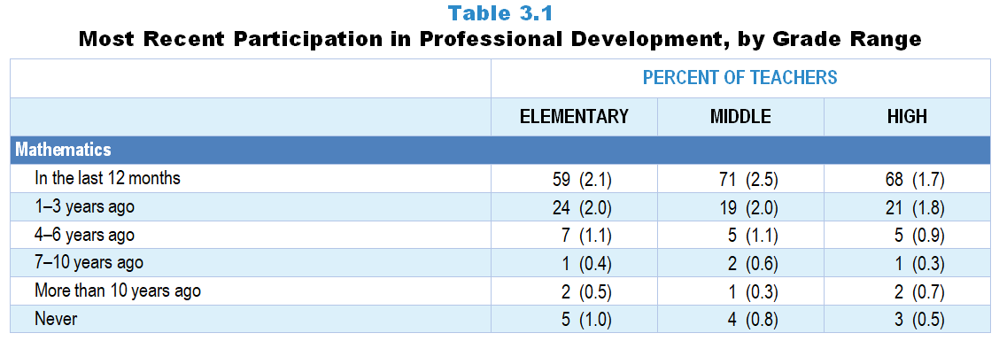 Table 3.1
Most Recent Participation in Professional Development, by Grade Range
PERCENT OF TEACHERS
ELEMENTARY MIDDLE HIGH
Mathematics
In the last 12 months 59 (2.1) 71 (2.5) 68 (1.7)
1–3 years ago 24 (2.0) 19 (2.0) 21 (1.8)
4–6 years ago 7 (1.1) 5 (1.1) 5 (0.9)
7–10 years ago 1 (0.4) 2 (0.6) 1 (0.3)
More than 10 years ago 2 (0.5) 1 (0.3) 2 (0.7)
Never 5 (1.0) 4 (0.8) 3 (0.5)